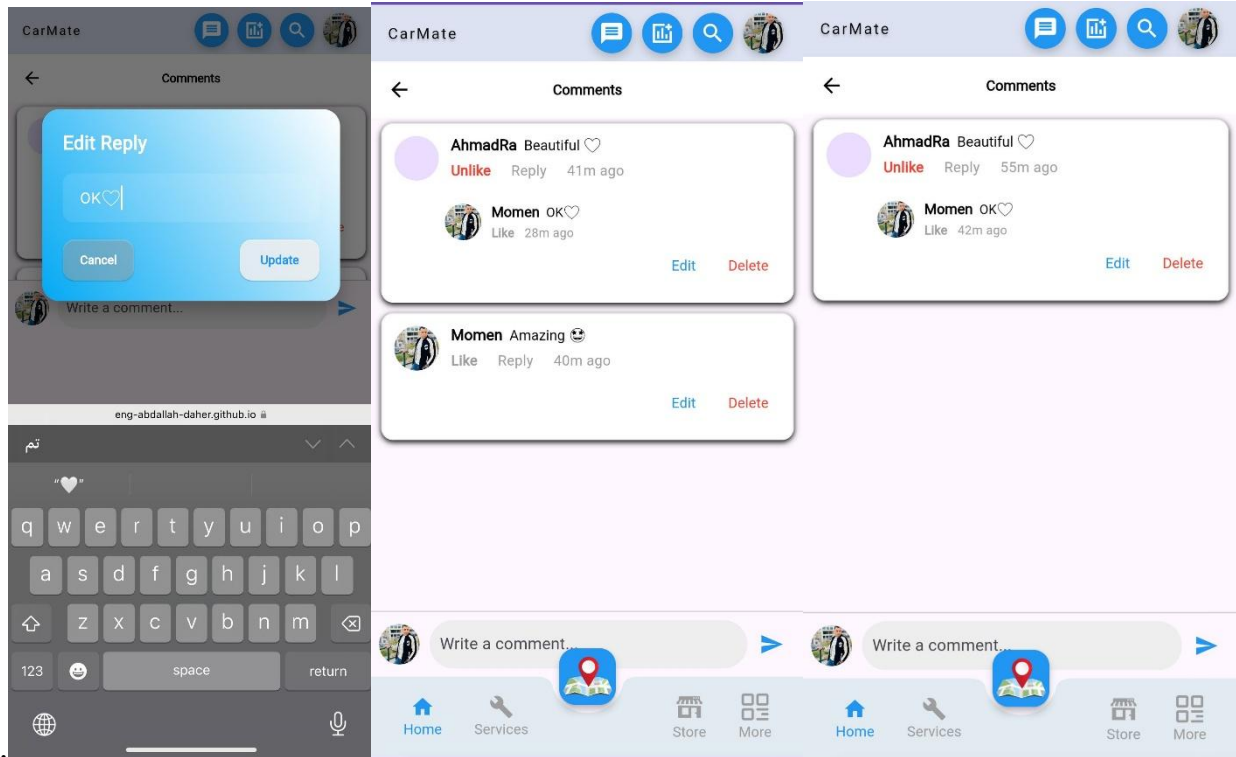 CarMate
Comments
Edit Reply
OK♡
Cancel Update
Write a comment...
eng-abdallah-daher.github.io
تم
"🤍"
q w e r t y u i o p
a s d f g h j k l
z x c v b n m
123 space return
CarMate
Comments
AhmadRa Beautiful ♡
Unlike Reply 41m ago
Momen OK♡
Like 28m ago
Edit Delete
Momen Amazing 🤩
Like Reply 40m ago
Edit Delete
Write a comment...
Home Services Store More
CarMate
Comments
AhmadRa Beautiful ♡
Unlike Reply 55m ago
Momen OK♡
Like 42m ago
Edit Delete
Write a comment...
Home Services Store More